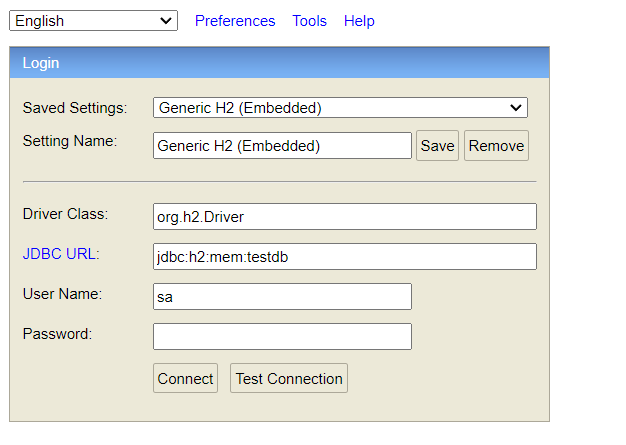 English Preferences Tools Help
Login
Saved Settings: Generic H2 (Embedded)
Setting Name: Generic H2 (Embedded) Save Remove
Driver Class: org.h2.Driver
JDBC URL: jdbc:h2:mem:testdb
User Name: sa
Password:
Connect Test Connection